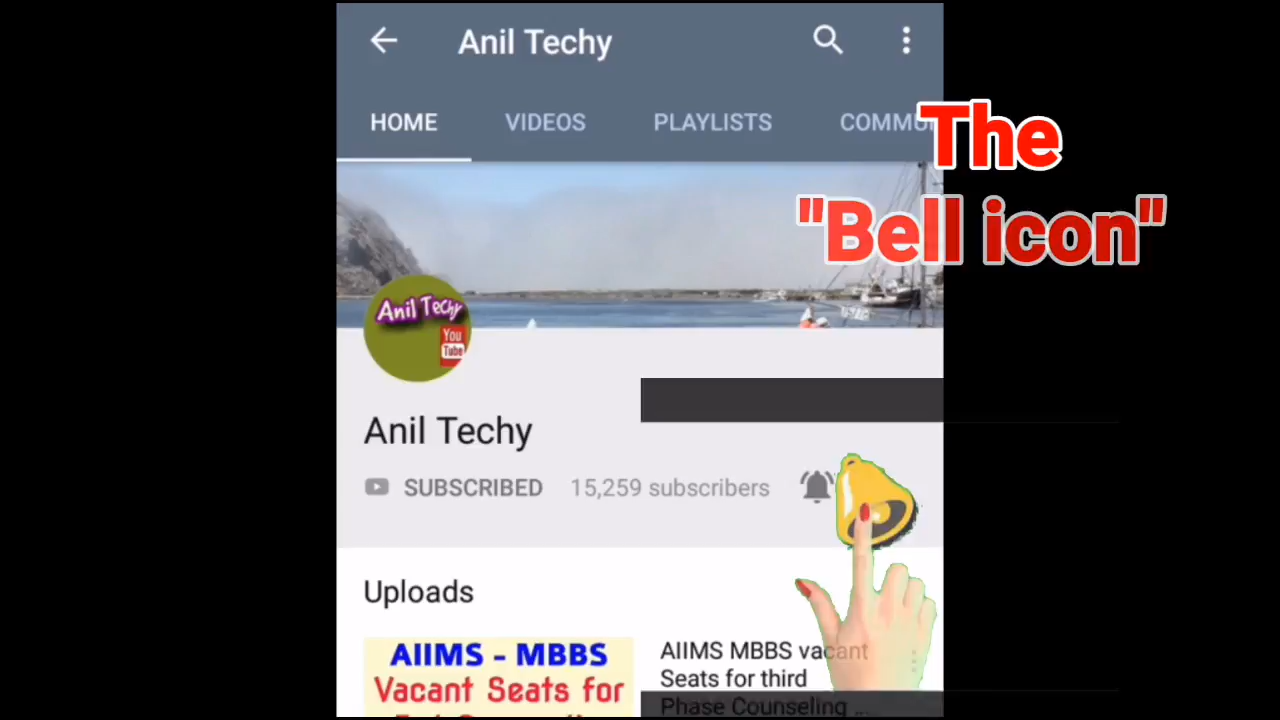 Anil Techy
HOME VIDEOS PLAYLISTS COMMU
The
"Bell icon"
Anil Techy
You
Tube
Anil Techy
SUBSCRIBED 15,259 subscribers
Uploads
AIIMS - MBBS
Vacant Seats for
AIIMS MBBS vacant
Seats for third
Phase Counseling ...